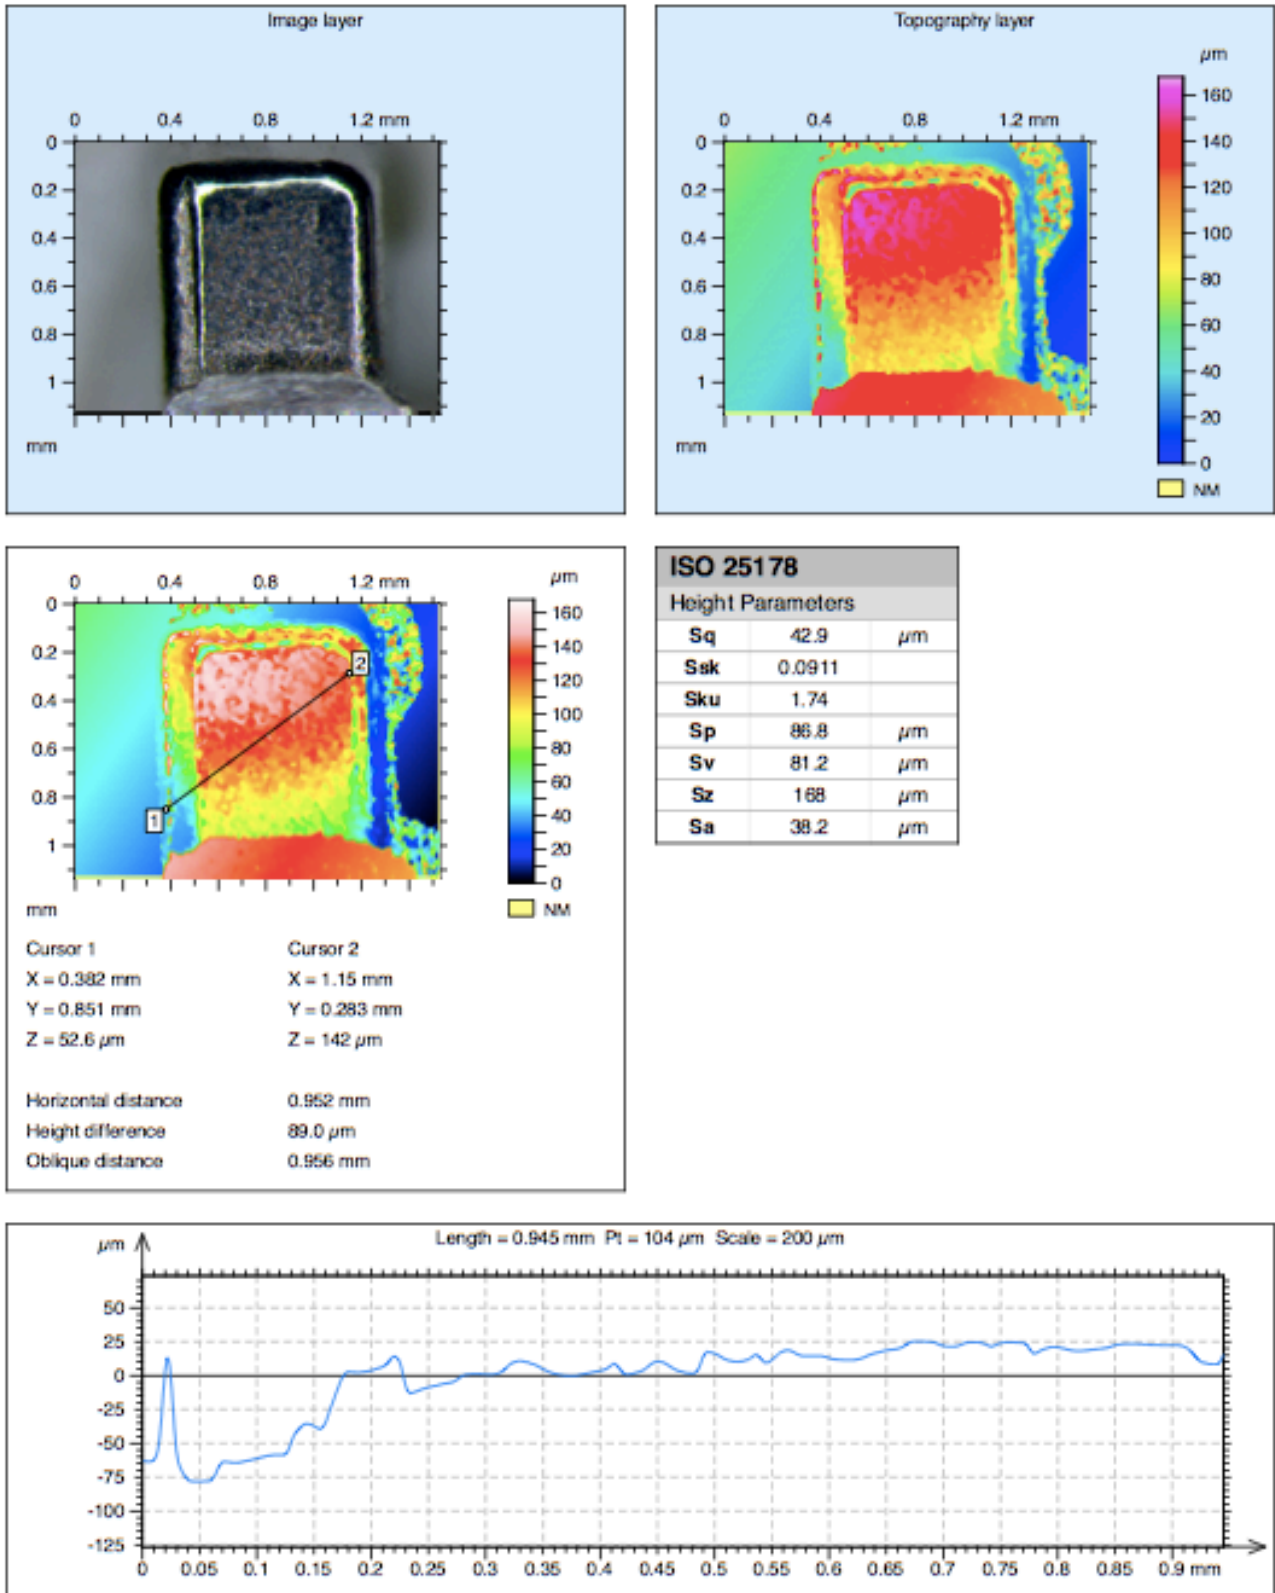 Image layer
0 0.4 0.8 1.2 mm
0
0.2
0.4
0.6
0.8
1
mm
Topography layer
µm
0 0.4 0.8 1.2 mm
0
0.2
0.4
0.6
0.8
1
mm
160
140
120
100
80
60
40
20
0
NM
0 0.4 0.8 1.2 mm
µm
0
0.2
0.4
0.6
0.8
1
mm
160
140
120
100
80
60
40
20
0
NM
2
1
Cursor 1 Cursor 2
X = 0.382 mm X = 1.15 mm
Y = 0.851 mm Y = 0.283 mm
Z = 52.6 µm Z = 142 µm
Horizontal distance 0.952 mm
Height difference 89.0 µm
Oblique distance 0.956 mm
ISO 25178
Height Parameters
Sq 42.9 µm
Ssk 0.0911
Sku 1.74
Sp 86.8 µm
Sv 81.2 µm
Sz 168 µm
Sa 38.2 µm
µm Length = 0.945 mm Pt = 104 µm Scale = 200 µm
50
25
0
-25
-50
-75
-100
-125
0 0.05 0.1 0.15 0.2 0.25 0.3 0.35 0.4 0.45 0.5 0.55 0.6 0.65 0.7 0.75 0.8 0.85 0.9 mm